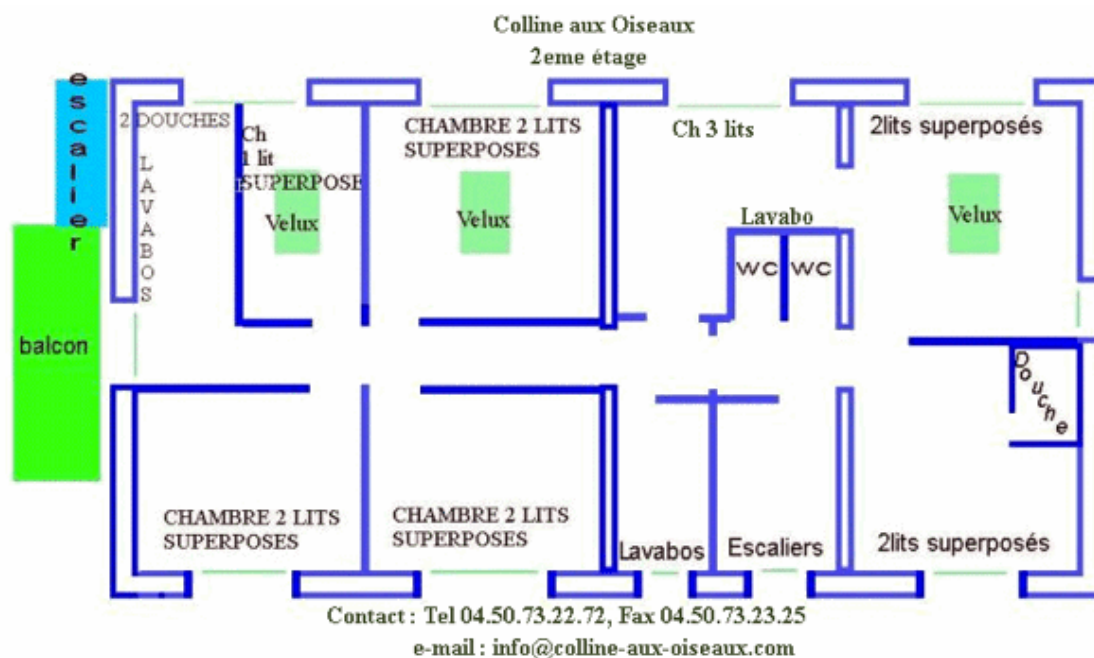 Colline aux Oiseaux
2eme étage
escalier
2 DOUCHES
LAVABOS
Ch
1 lit
SUPERPOSE
Velux
CHAMBRE 2 LITS
SUPERPOSES
Velux
Ch 3 lits
Lavabo
WC
WC
2lits superposés
Velux
balcon
Douche
CHAMBRE 2 LITS
SUPERPOSES
CHAMBRE 2 LITS
SUPERPOSES
Lavabos
Escaliers
2lits superposés
Contact : Tel 04.50.73.22.72, Fax 04.50.73.23.25
e-mail : info@colline-aux-oiseaux.com